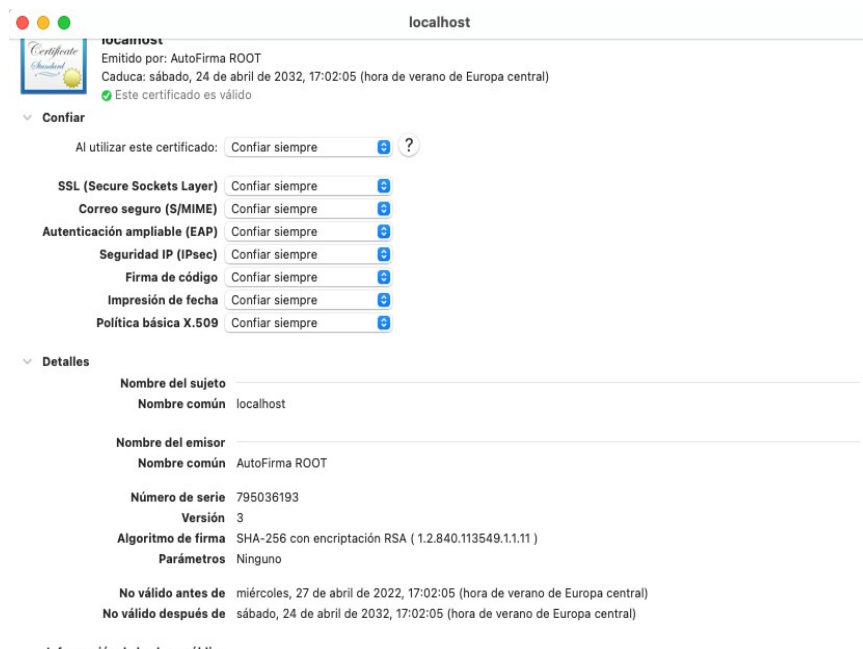 localhost
Certificate
Standard
localhost
Emitido por: AutoFirma ROOT
Caduca: sábado, 24 de abril de 2032, 17:02:05 (hora de verano de Europa central)
Este certificado es válido
Confiar
Al utilizar este certificado: Confiar siempre ?
SSL (Secure Sockets Layer) Confiar siempre
Correo seguro (S/MIME) Confiar siempre
Autenticación ampliable (EAP) Confiar siempre
Seguridad IP (IPsec) Confiar siempre
Firma de código Confiar siempre
Impresión de fecha Confiar siempre
Política básica X.509 Confiar siempre
Detalles
Nombre del sujeto
Nombre común localhost
Nombre del emisor
Nombre común AutoFirma ROOT
Número de serie 795036193
Versión 3
Algoritmo de firma SHA-256 con encriptación RSA ( 1.2.840.113549.1.1.11 )
Parámetros Ninguno
No válido antes de miércoles, 27 de abril de 2022, 17:02:05 (hora de verano de Europa central)
No válido después de sábado, 24 de abril de 2032, 17:02:05 (hora de verano de Europa central)